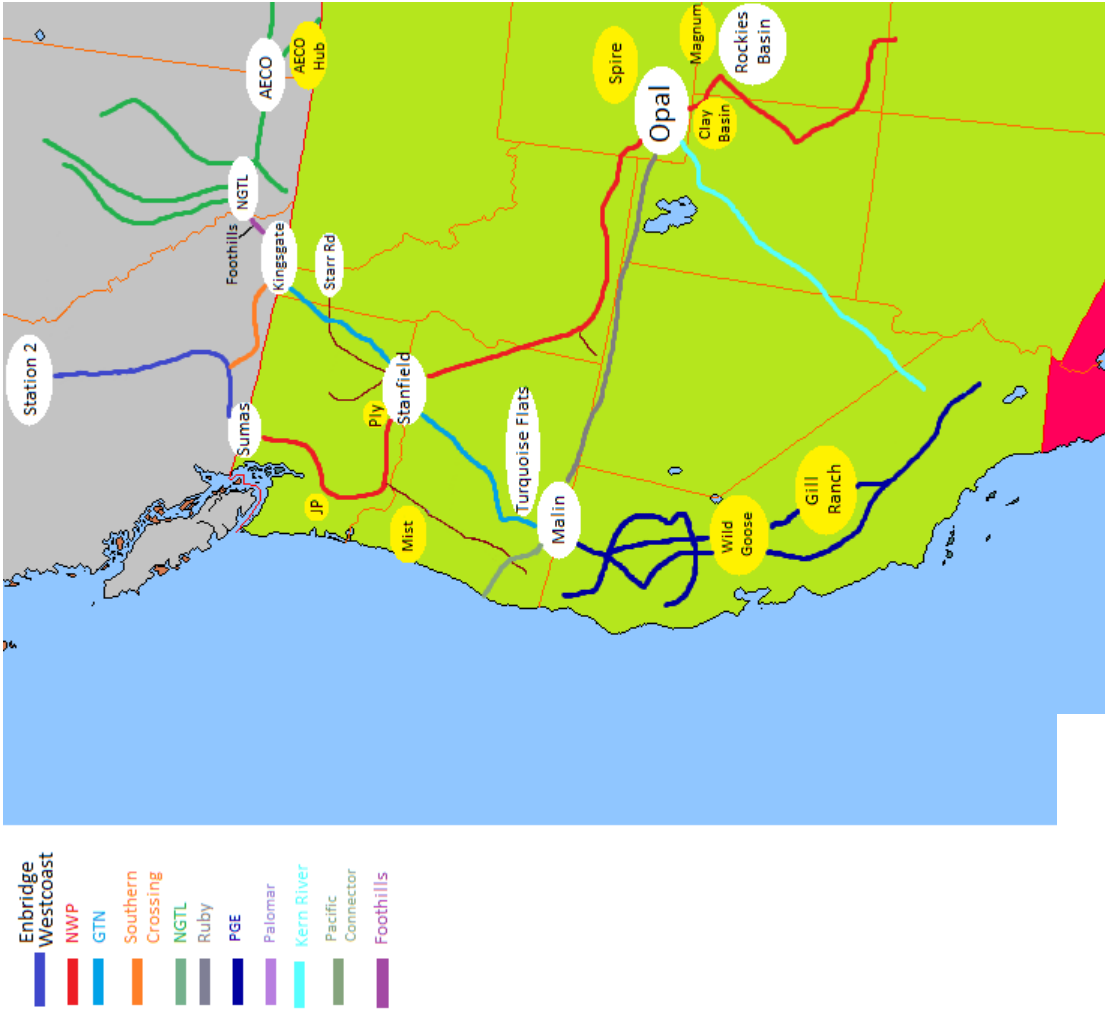 Enbridge
Westcoast
NWP
GTN
Southern
Crossing
NGTL
Ruby
PGE
Palomar
Kern River
Pacific
Connector
Foothills
Station 2
Sumas
JP
Mist
Ply
Stanfield
Starr Rd
Foothills
Kingsgate
NGTL
AECO
AECO
Hub
Turquoise Flats
Malin
Wild
Goose
Gill
Ranch
Spire
Opal
Magnum
Clay
Basin
Rockies
Basin